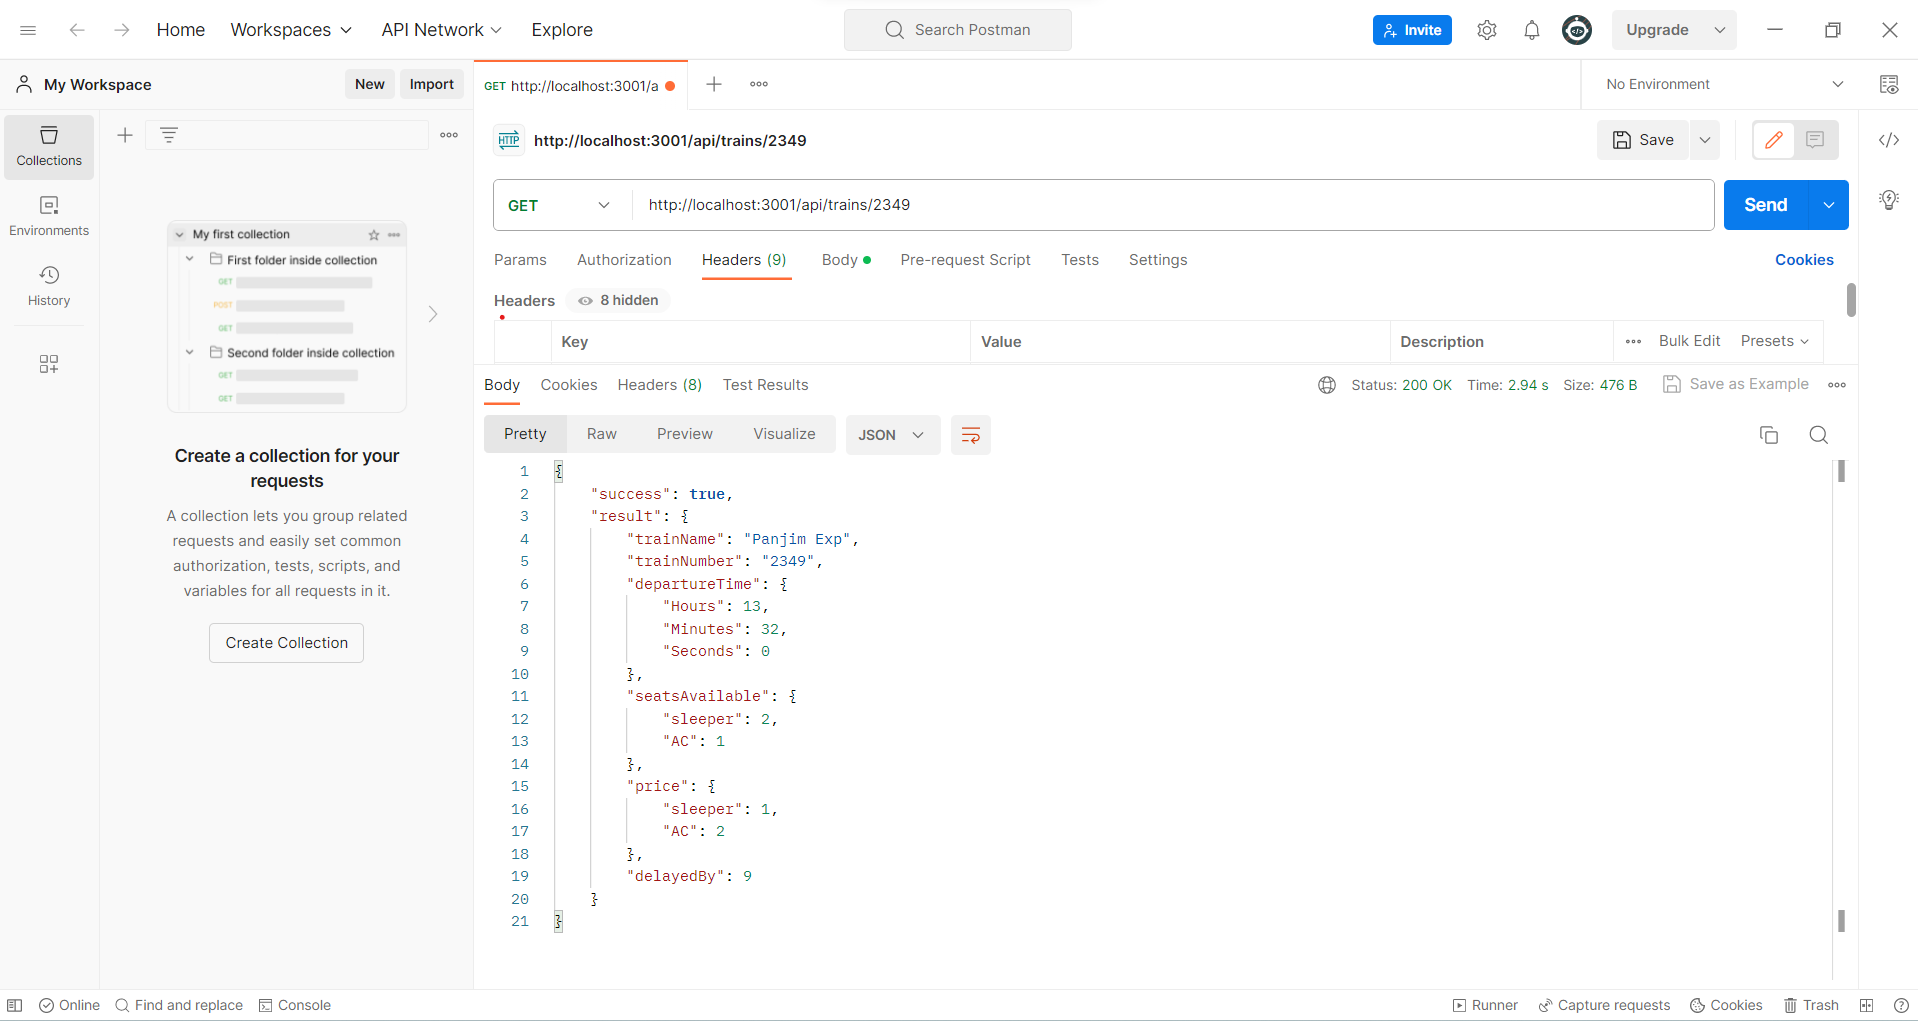 Home Workspaces API Network Explore Search Postman Invite Upgrade
My Workspace New Import GET http://localhost:3001/a No Environment
Collections
Environments
History
My first collection
First folder inside collection
GET
POST
GET
Second folder inside collection
GET
GET
Create a collection for your
requests
A collection lets you group related
requests and easily set common
authorization, tests, scripts, and
variables for all requests in it.
Create Collection
HTTP http://localhost:3001/api/trains/2349 Save
GET http://localhost:3001/api/trains/2349 Send
Params Authorization Headers (9) Body Pre-request Script Tests Settings Cookies
Headers 8 hidden
Key Value Description Bulk Edit Presets
Body Cookies Headers (8) Test Results Status: 200 OK Time: 2.94 s Size: 476 B Save as Example
Pretty Raw Preview Visualize JSON
1 {
2 "success": true,
3 "result": {
4 "trainName": "Panjim Exp",
5 "trainNumber": "2349",
6 "departureTime": {
7 "Hours": 13,
8 "Minutes": 32,
9 "Seconds": 0
10 },
11 "seatsAvailable": {
12 "sleeper": 2,
13 "AC": 1
14 },
15 "price": {
16 "sleeper": 1,
17 "AC": 2
18 },
19 "delayedBy": 9
20 }
21 }
Online Find and replace Console Runner Capture requests Cookies Trash